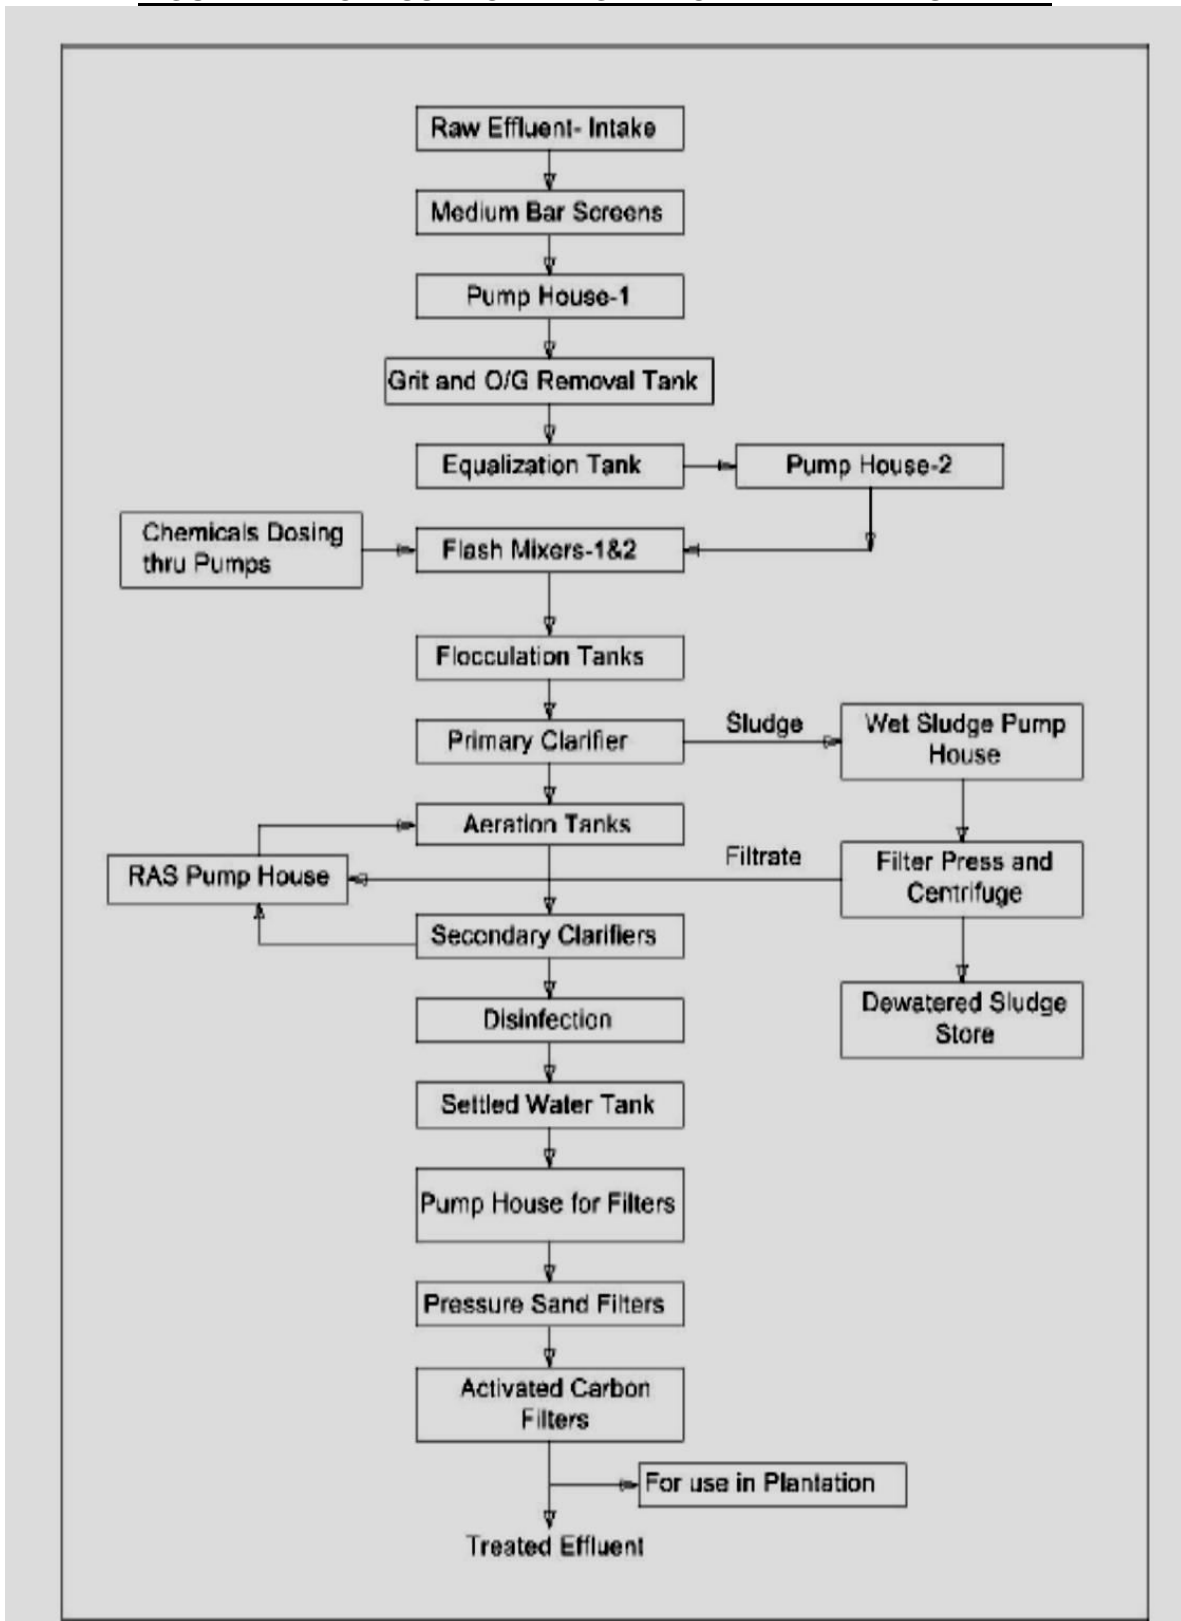 Raw Effluent- Intake
Medium Bar Screens
Pump House-1
Grit and O/G Removal Tank
Equalization Tank
Pump House-2
Chemicals Dosing
thru Pumps
Flash Mixers-1&2
Flocculation Tanks
Primary Clarifier
Sludge
Wet Sludge Pump
House
Aeration Tanks
RAS Pump House
Filtrate
Filter Press and
Centrifuge
Secondary Clarifiers
Disinfection
Dewatered Sludge
Store
Settled Water Tank
Pump House for Filters
Pressure Sand Filters
Activated Carbon
Filters
For use in Plantation
Treated Effluent